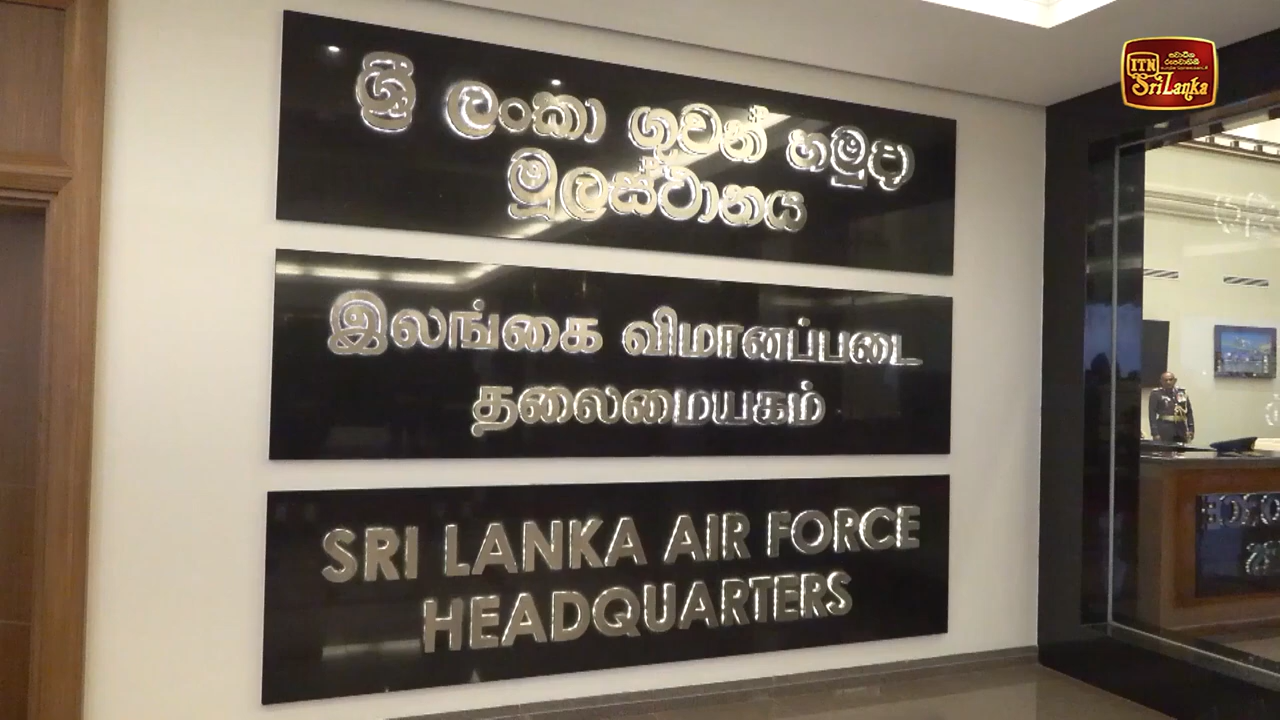 ශ්‍රී ලංකා ගුවන් හමුදා
මූලස්ථානය
இலங்கை விமானப்படை
தலைமையகம்
SRI LANKA AIR FORCE
HEADQUARTERS
ITN
Sri Lanka